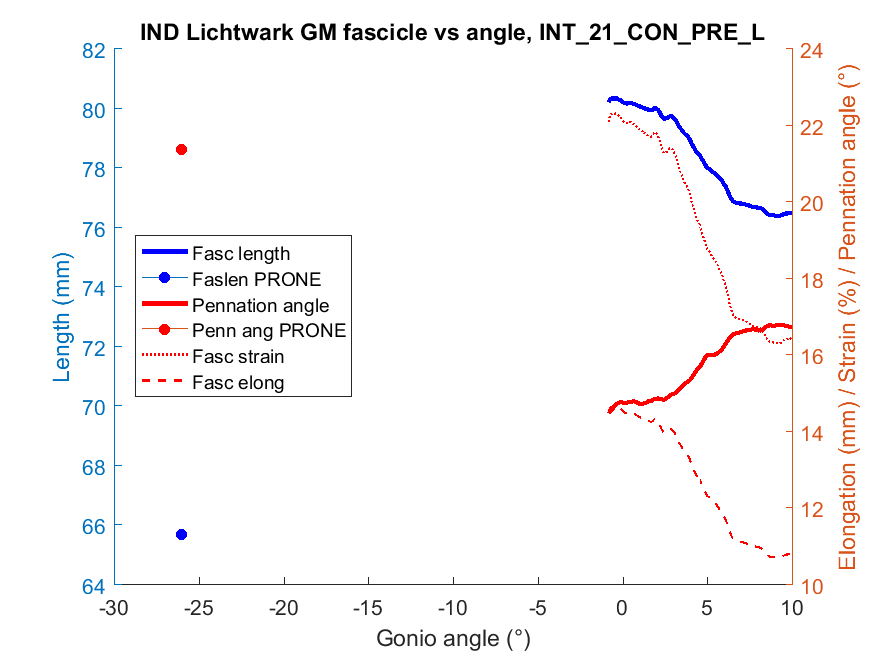 IND Lichtwark GM fascicle vs angle, INT_21_CON_PRE_L
82
80
78
76
74
72
70
68
66
64
Length (mm)
24
22
20
18
16
14
12
10
Elongation (mm) / Strain (%) / Pennation angle (°)
Fasc length
Faslen PRONE
Pennation angle
Penn ang PRONE
Fasc strain
Fasc elong
-30 -25 -20 -15 -10 -5 0 5 10
Gonio angle (°)